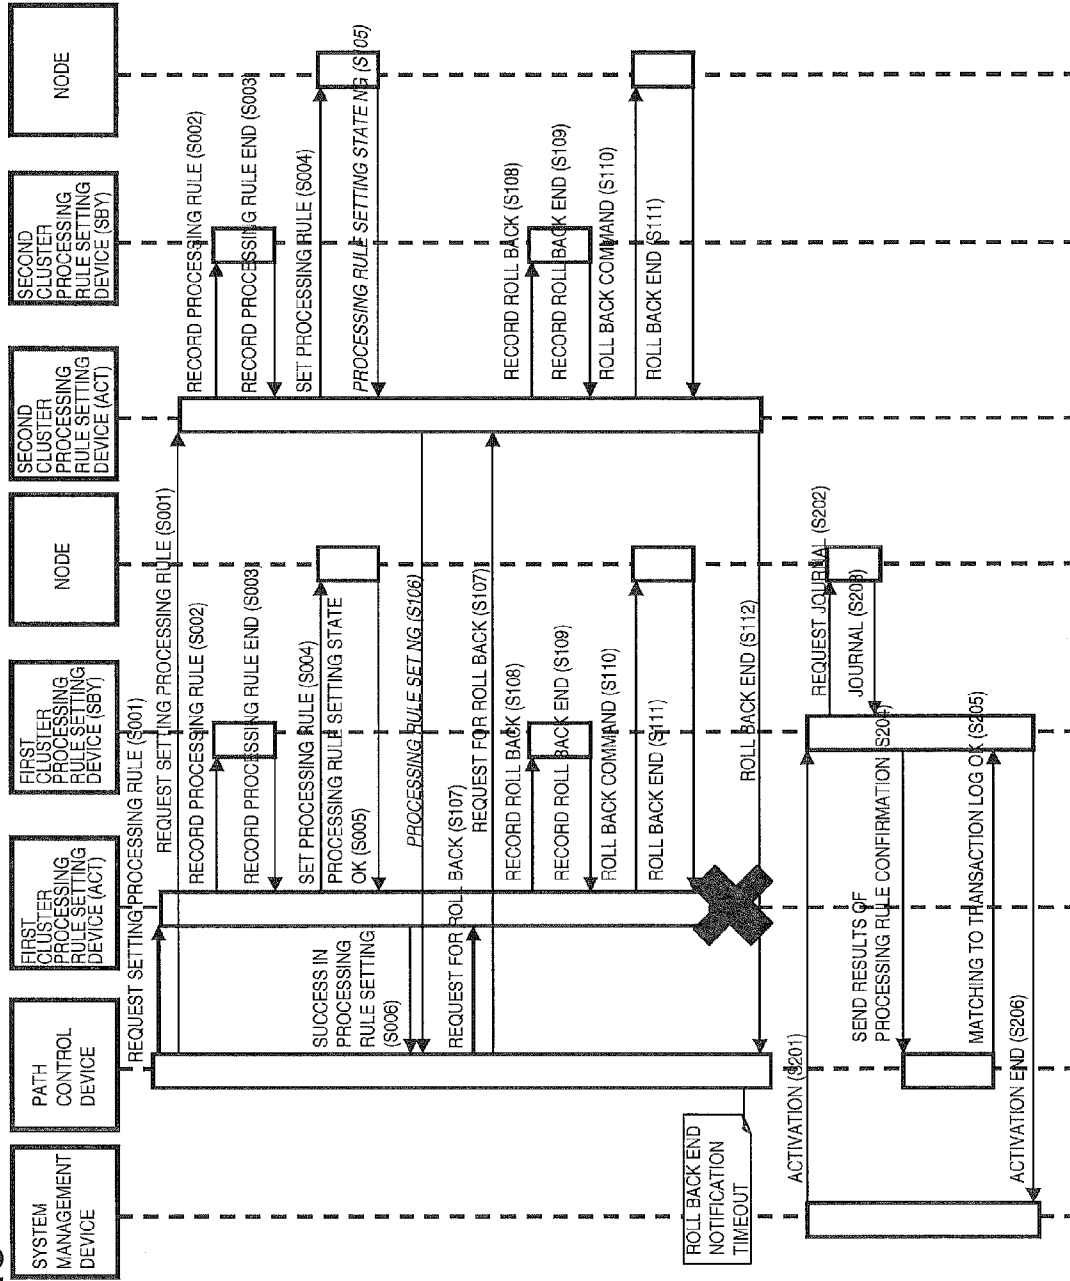 SYSTEM
MANAGEMENT
DEVICE
PATH
CONTROL
DEVICE
FIRST
CLUSTER
PROCESSING
RULE SETTING
DEVICE (ACT)
FIRST
CLUSTER
PROCESSING
RULE SETTING
DEVICE (SBY)
NODE
SECOND
CLUSTER
PROCESSING
RULE SETTING
DEVICE (ACT)
SECOND
CLUSTER
PROCESSING
RULE SETTING
DEVICE (SBY)
NODE
REQUEST SETTING PROCESSING RULE (S001)
REQUEST SETTING PROCESSING RULE (S001)
RECORD PROCESSING RULE (S002)
RECORD PROCESSING RULE (S002)
RECORD PROCESSING RULE END (S003)
RECORD PROCESSING RULE END (S003)
SET PROCESSING RULE (S004)
SET PROCESSING RULE (S004)
PROCESSING RULE SETTING STATE
OK (S005)
PROCESSING RULE SETTING STATE NG (S105)
SUCCESS IN
PROCESSING
RULE SETTING
(S006)
PROCESSING RULE SET NG (S106)
REQUEST FOR ROLL BACK (S107)
REQUEST FOR ROLL BACK (S107)
RECORD ROLL BACK (S108)
RECORD ROLL BACK (S108)
RECORD ROLL BACK END (S109)
RECORD ROLL BACK END (S109)
ROLL BACK COMMAND (S110)
ROLL BACK COMMAND (S110)
ROLL BACK END (S111)
ROLL BACK END (S111)
ROLL BACK END (S112)
ROLL BACK END
NOTIFICATION
TIMEOUT
ACTIVATION (S201)
REQUEST JOURNAL (S202)
JOURNAL (S203)
SEND RESULTS OF
PROCESSING RULE CONFIRMATION (S204)
MATCHING TO TRANSACTION LOG OK (S205)
ACTIVATION END (S206)